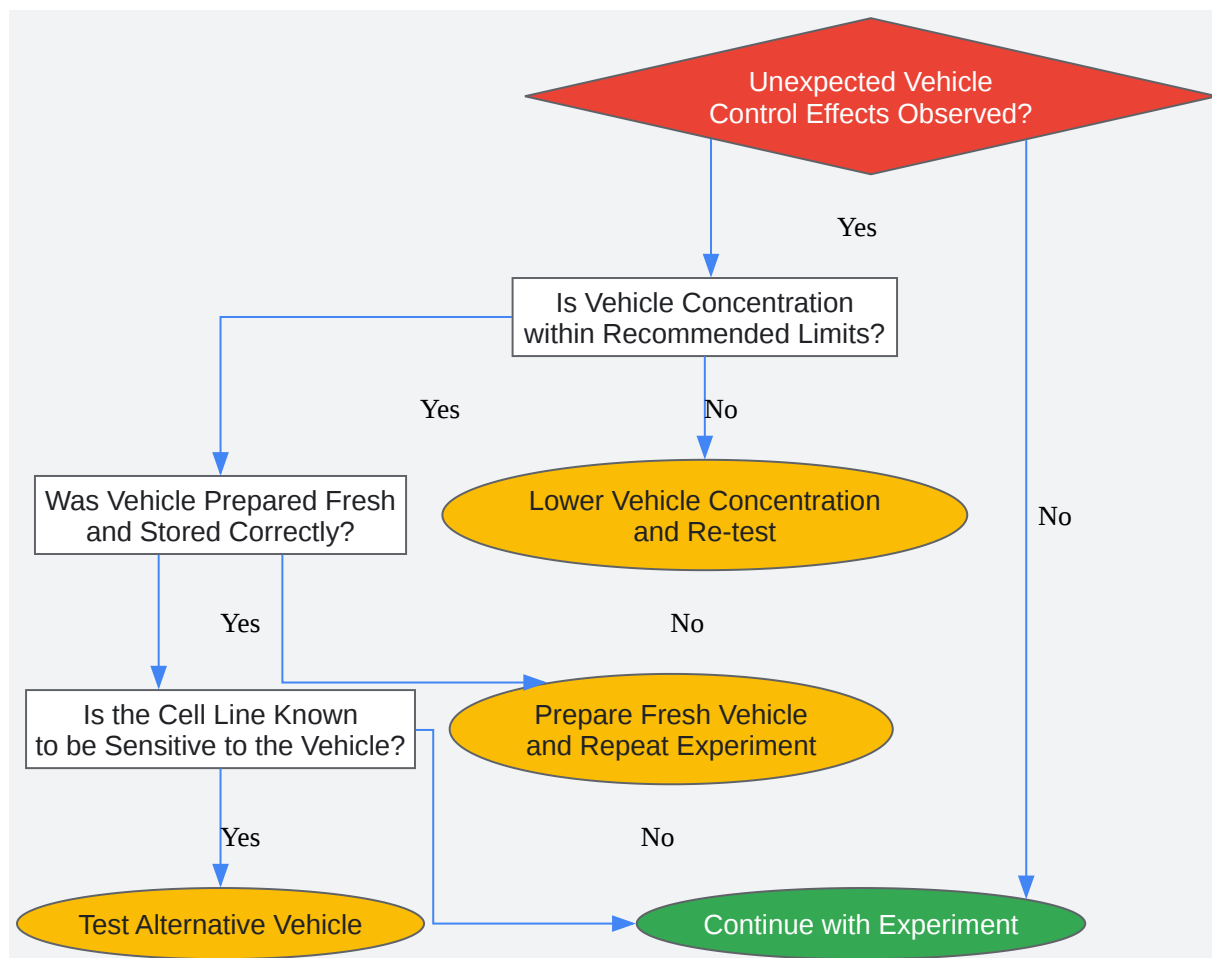 Unexpected Vehicle
Control Effects Observed?
Yes
Is Vehicle Concentration
within Recommended Limits?
Yes
No
Was Vehicle Prepared Fresh
and Stored Correctly?
Lower Vehicle Concentration
and Re-test
No
Yes
No
Is the Cell Line Known
to be Sensitive to the Vehicle?
Prepare Fresh Vehicle
and Repeat Experiment
Yes
No
Test Alternative Vehicle
Continue with Experiment